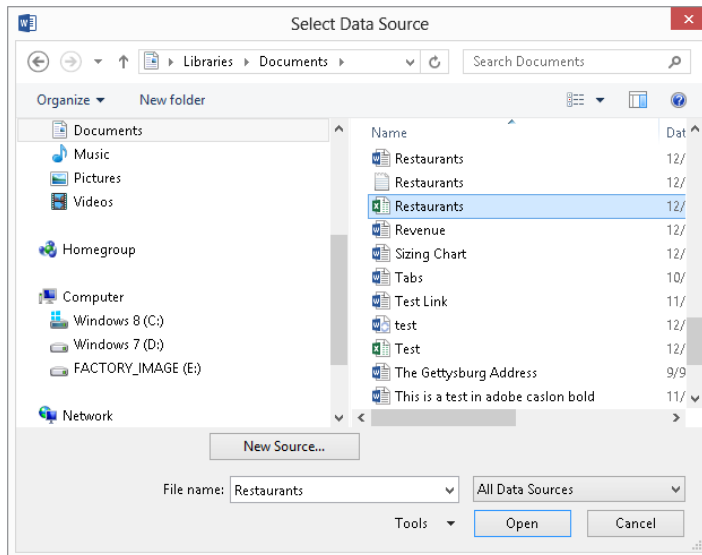 Select Data Source
Libraries Documents
Search Documents
Organize
New folder
Documents
Music
Pictures
Videos
Homegroup
Computer
Windows 8 (C:)
Windows 7 (D:)
FACTORY_IMAGE (E:)
Network
Name Dat
Restaurants 12/
Restaurants 12/
Restaurants 12/
Revenue 12/
Sizing Chart 12/
Tabs 10/
Test Link 11/
test 12/
Test 12/
The Gettysburg Address 9/9
This is a test in adobe caslon bold 11/
New Source...
File name: Restaurants
All Data Sources
Tools Open Cancel